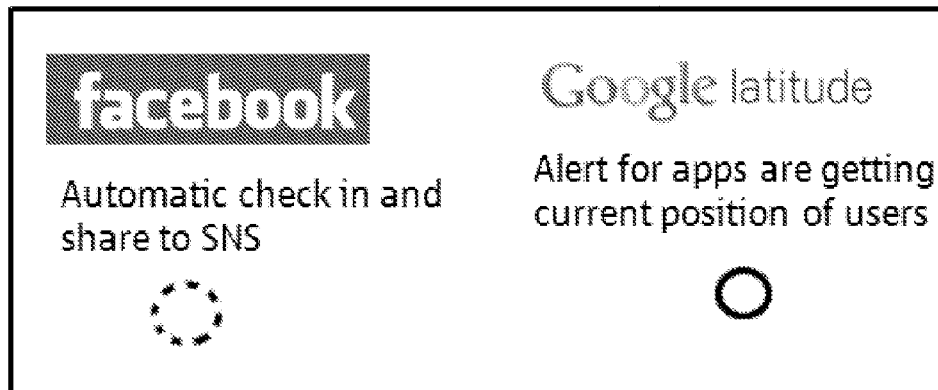 facebook
Automatic check in and
share to SNS
Google latitude
Alert for apps are getting
current position of users